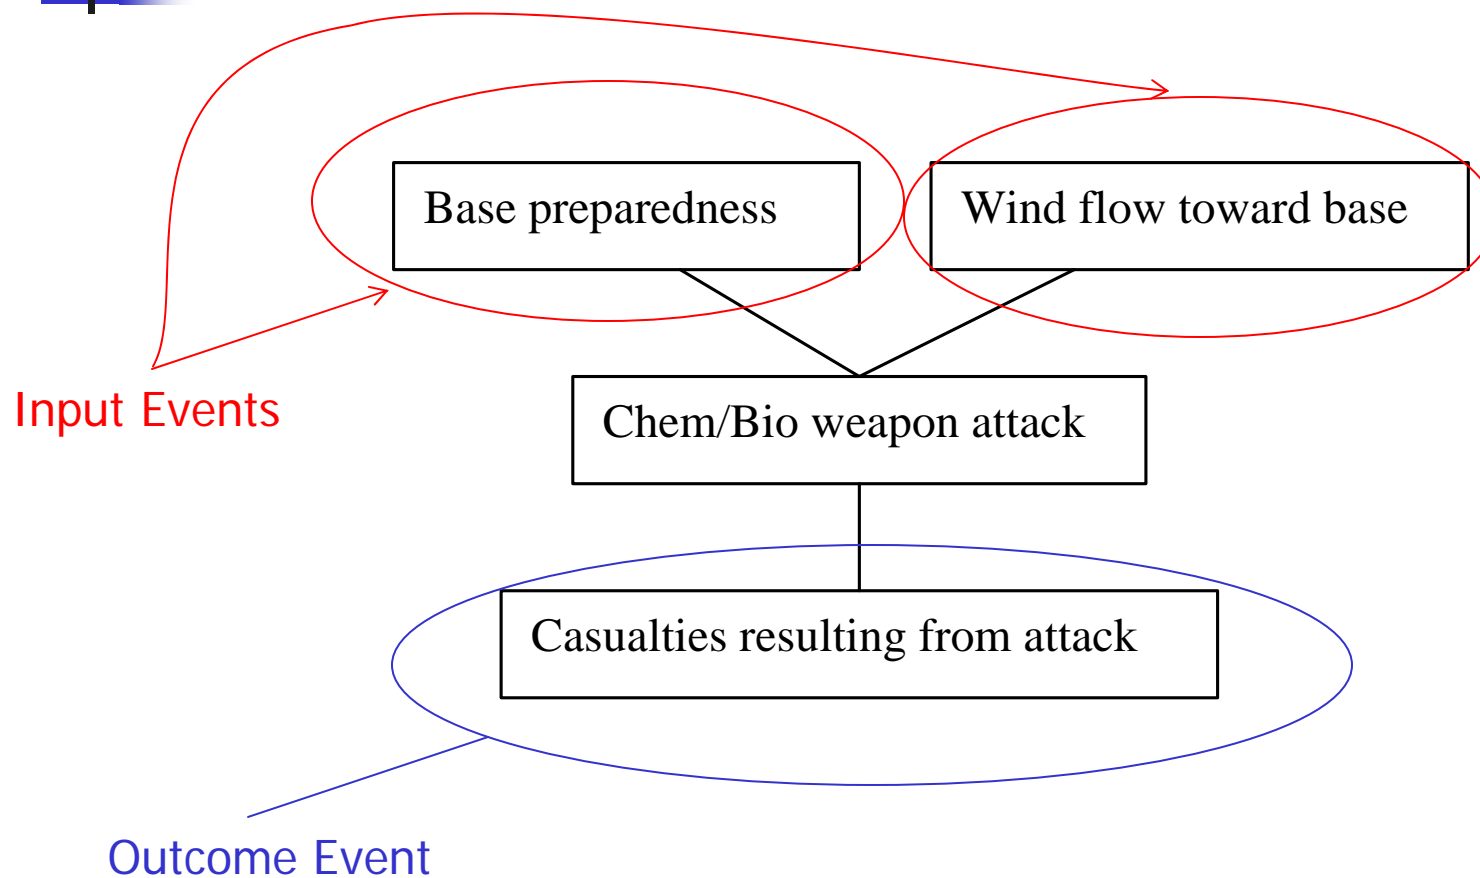 Base preparedness
Wind flow toward base
Input Events
Chem/Bio weapon attack
Casualties resulting from attack
Outcome Event